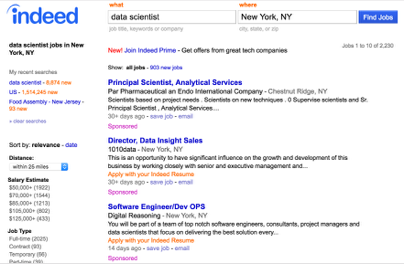 indeed
what
where
data scientist
New York, NY
Find Jobs
job title, keywords or company
city, state, or zip
data scientist jobs in New York, NY
My recent searches
data scientist - 6,674 new
US - 1,514,245 new
Food Assembly - New Jersey - 93 new
» clear searches
Sort by: relevance - date
Distance:
within 25 miles
Salary Estimate
$50,000+ (1922)
$70,000+ (1544)
$85,000+ (1213)
$105,000+ (802)
$125,000+ (433)
Job Type
Full-time (2025)
Contract (93)
Temporary (66)
New! Join Indeed Prime - Get offers from great tech companies
Jobs 1 to 10 of 2,230
Show: all jobs - 903 new jobs
Principal Scientist, Analytical Services
Par Pharmaceutical an Endo International Company - Chestnut Ridge, NY
Scientists based on project needs . Scientists on new techniques . 0 Supervise scientists and Sr.
Principal Scientist , Analytical Services....
30+ days ago - save job - email
Sponsored
Director, Data Insight Sales
1010data - New York, NY
This is an opportunity to have significant influence on the growth and development of this
business by working closely with senior and executive management and...
Apply with your Indeed Resume
30+ days ago - save job - email
Sponsored
Software Engineer/Dev OPS
Digital Reasoning - New York, NY
You will be part of a team of top notch software engineers, consultants, project managers and
data scientists that focus on delivering the best solution every...
Apply with your Indeed Resume
14 days ago - save job - email
Sponsored